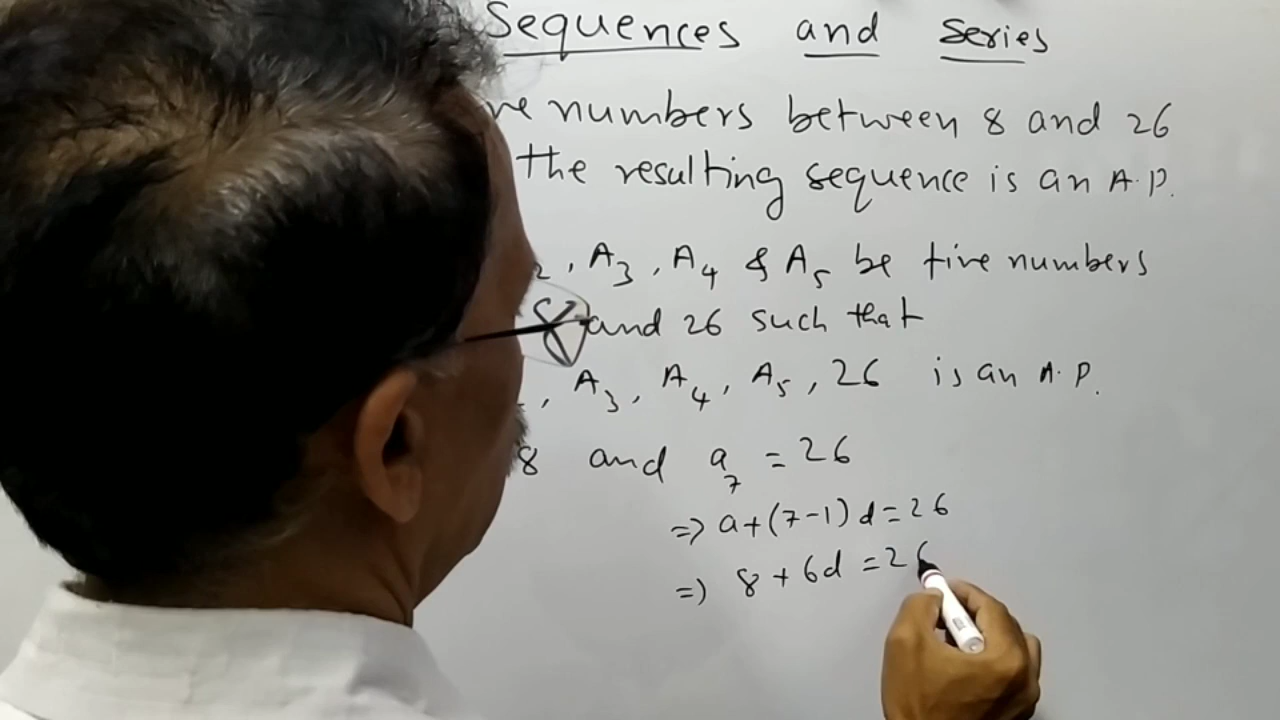 Sequences and Series
numbers between 8 and 26
the resulting sequence is an A.P.
, A3, A4 & A5 be five numbers
8 and 26 such that
, A3, A4, A5, 26 is an A.P.
8 and a7 = 26
=> a+(7-1)d=26
=> 8+6d=26